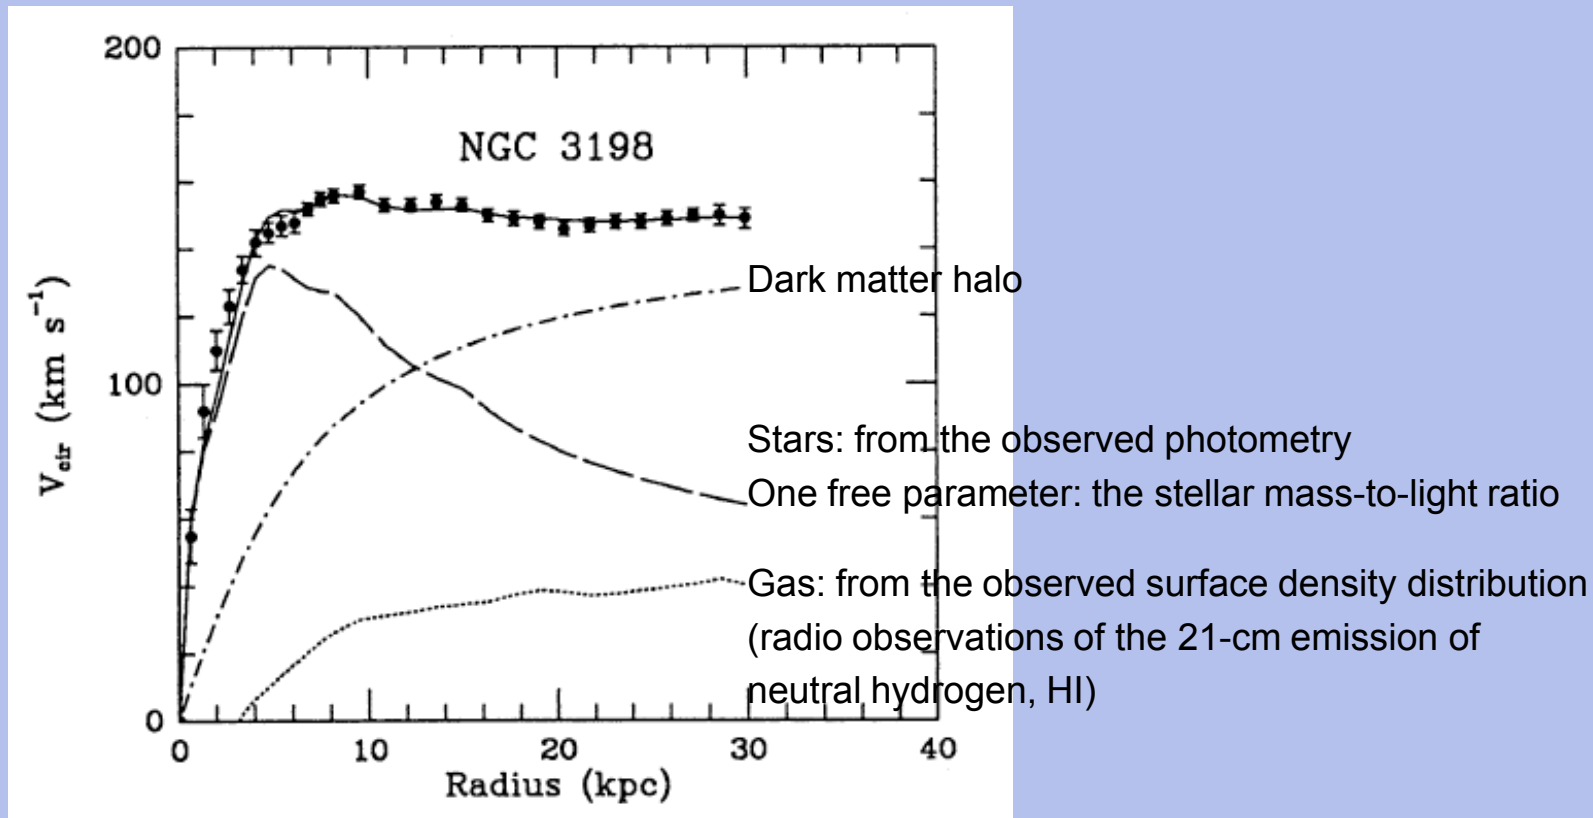 200
NGC 3198
Dark matter halo
100
V_cir (km s⁻¹)
Stars: from the observed photometry
One free parameter: the stellar mass-to-light ratio
Gas: from the observed surface density distribution
(radio observations of the 21-cm emission of
neutral hydrogen, HI)
0
0 10 20 30 40
Radius (kpc)